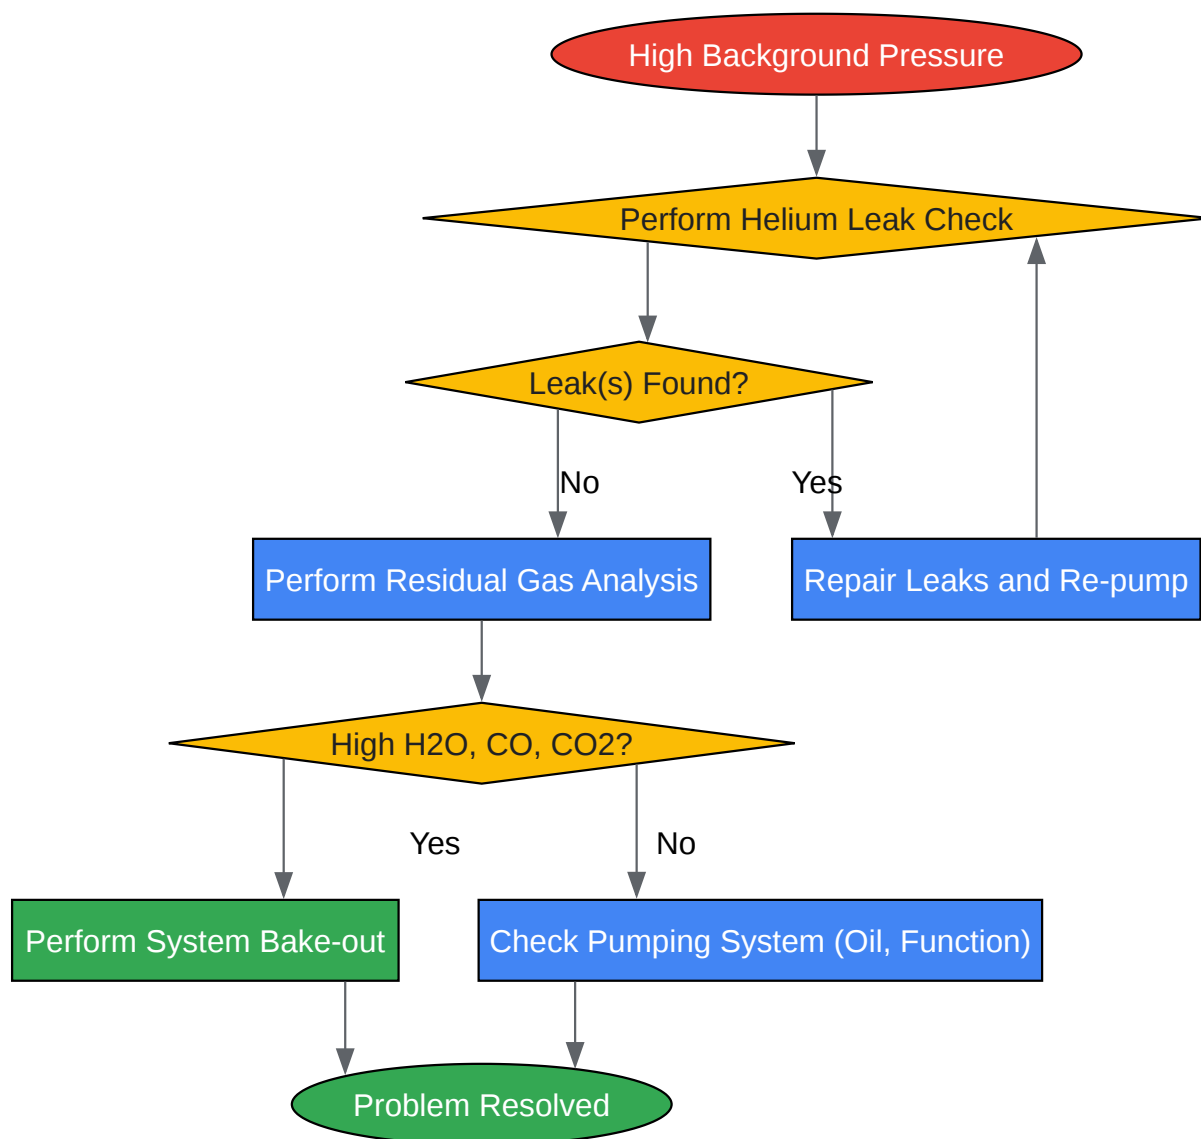 High Background Pressure
Perform Helium Leak Check
Leak(s) Found?
No
Yes
Perform Residual Gas Analysis
Repair Leaks and Re-pump
High H2O, CO, CO2?
Yes
No
Perform System Bake-out
Check Pumping System (Oil, Function)
Problem Resolved